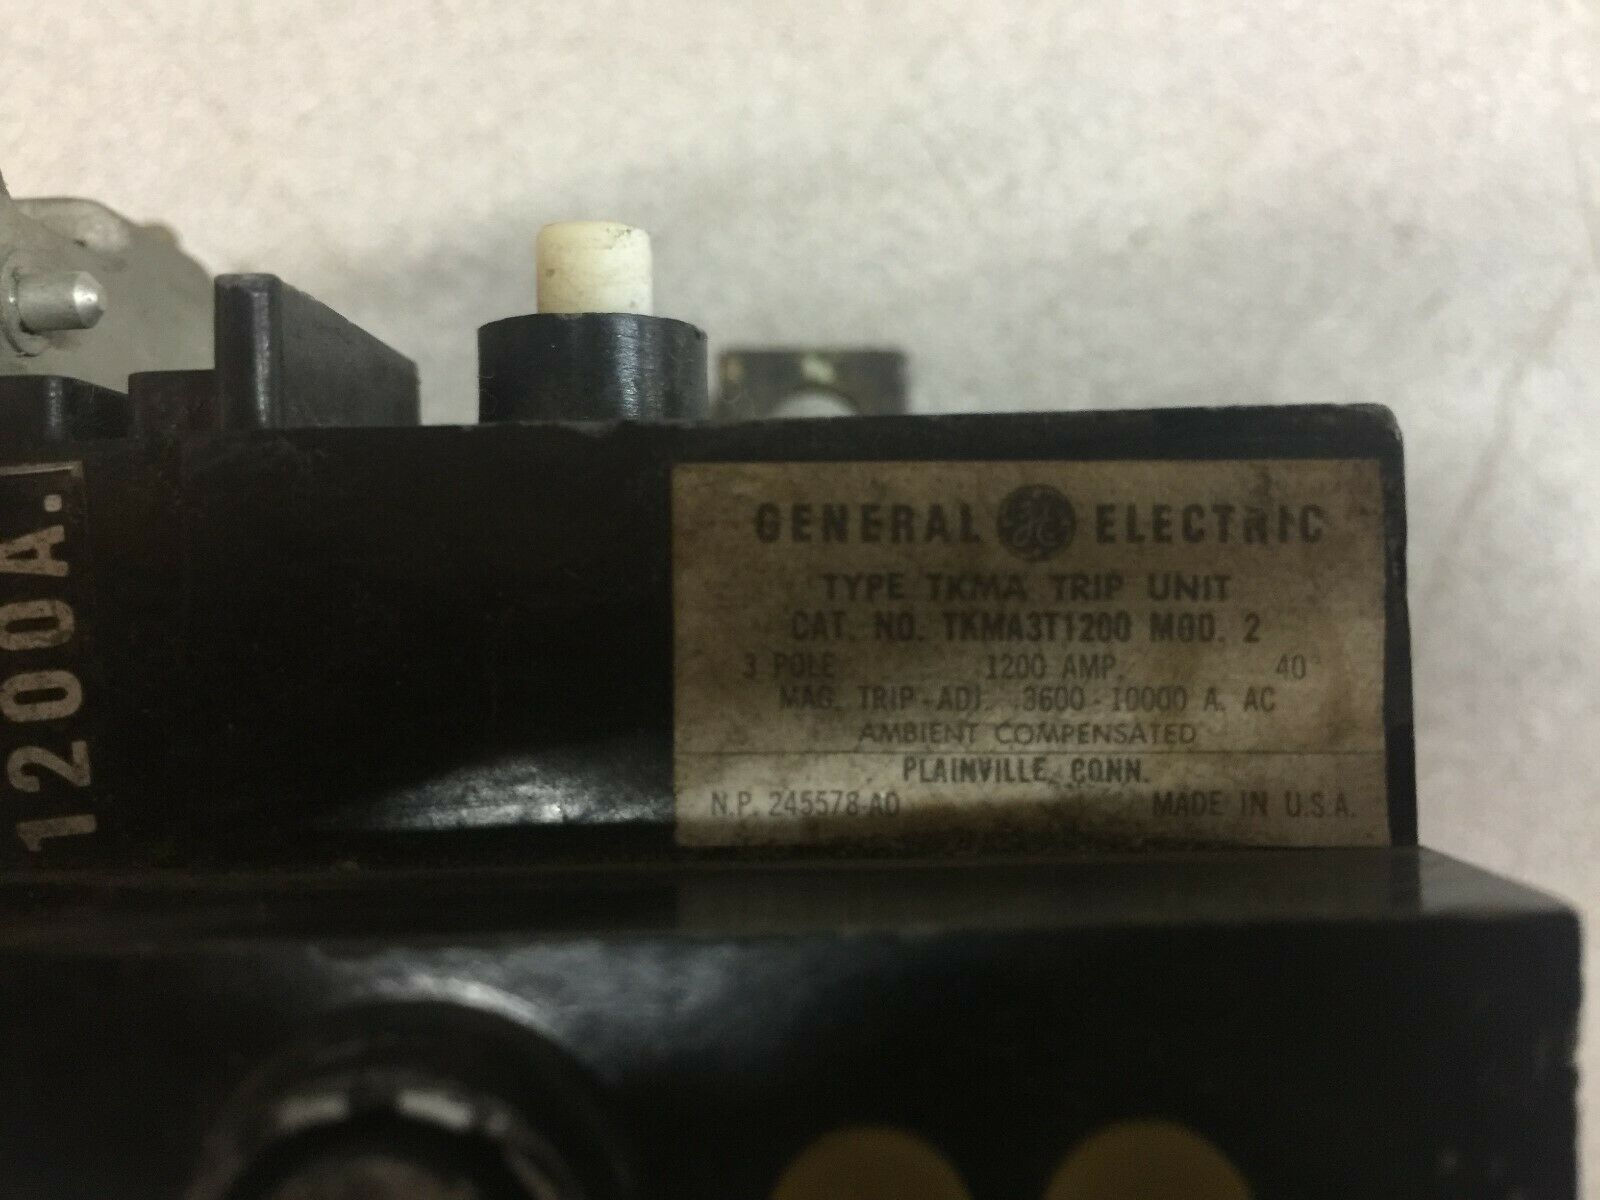 1200A.
GENERAL GE ELECTRIC
TYPE TKMA TRIP UNIT
CAT. NO. TKMA3T1200 MOD. 2
3 POLE 1200 AMP. 40°
MAG. TRIP-ADJ. 3600-10000 A. AC
AMBIENT COMPENSATED
PLAINVILLE, CONN.
N.P. 245578-A0 MADE IN U.S.A.